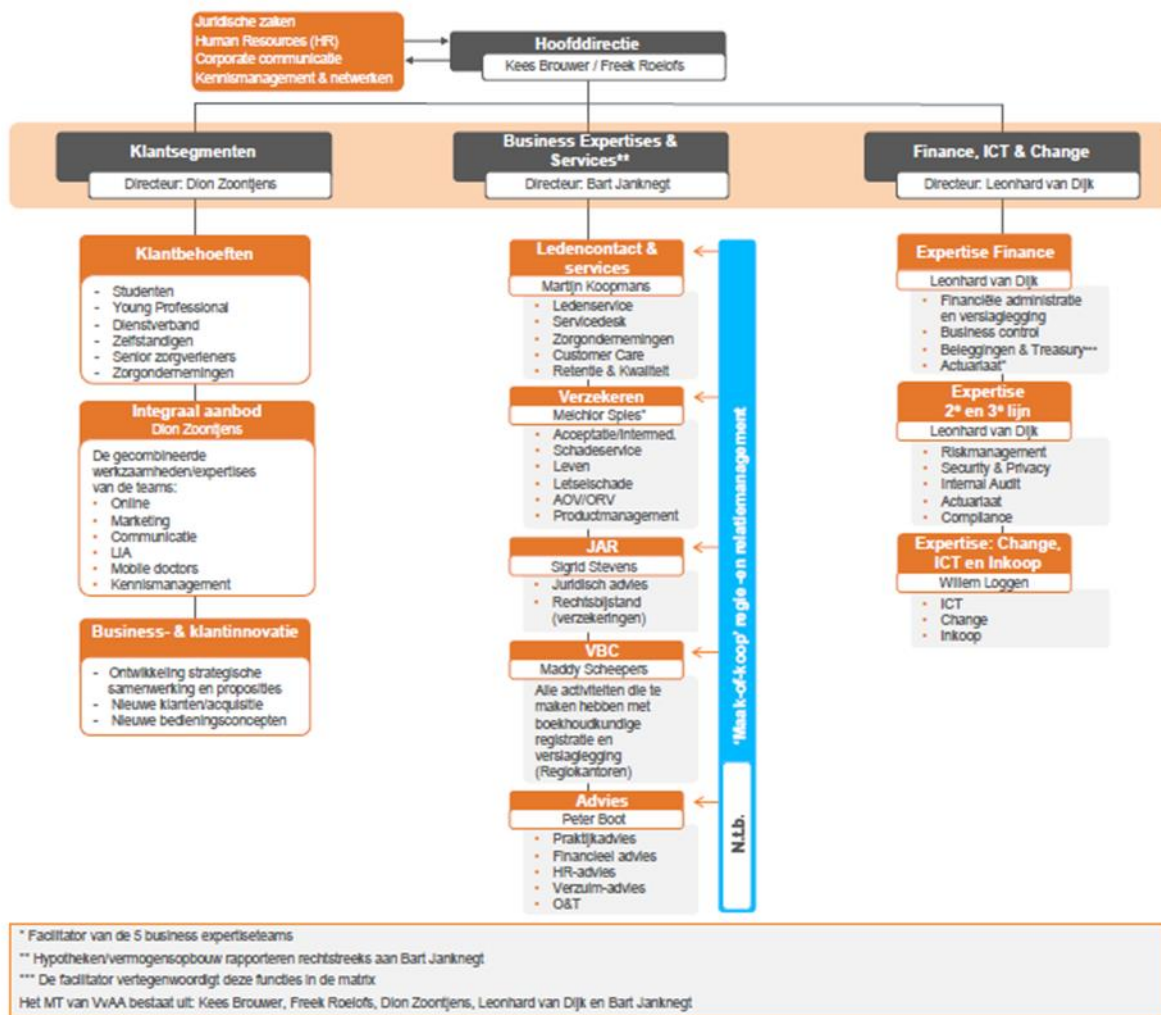 Juridische zaken
Human Resources (HR)
Corporate communicatie
Kennismanagement & netwerken
Hoofddirectie
Kees Brouwer / Freek Roelofs
Klantsegmenten
Directeur: Dion Zoontjens
Business Expertises &
Services**
Directeur: Bart Janknegt
Finance, ICT & Change
Directeur: Leonhard van Dijk
Klantbehoeften
- Studenten
- Young Professional
- Dienstverband
- Zelfstandigen
- Senior zorgverleners
- Zorgondernemingen
Integraal aanbod
Dion Zoontjens
De gecombineerde
werkzaamheden/expertises
van de teams:
• Online
• Marketing
• Communicatie
• LIA
• Mobile doctors
• Kennismanagement
Business- & klantinnovatie
- Ontwikkeling strategische
samenwerking en proposities
- Nieuwe klanten/acquisitie
- Nieuwe bedieningsconcepten
Ledencontact &
services
Martijn Koopmans
• Ledenservice
• Servicedesk
• Zorgondernemingen
• Customer Care
• Retentie & Kwaliteit
Verzekeren
Melchior Spies*
• Acceptatie/Intermed.
• Schadeservice
• Leven
• Letselschade
• AOV/ORV
• Productmanagement
JAR
Sigrid Stevens
• Juridisch advies
• Rechtsbijstand
(verzekeringen)
VBC
Maddy Scheepers
Alle activiteiten die te
maken hebben met
boekhoudkundige
registratie en
verslaglegging
(Regiokantoren)
Advies
Peter Boot
• Praktijkadvies
• Financieel advies
• HR-advies
• Verzuim-advies
• O&T
'Maak-of-koop' regie -en relatiemanagement
N.t.b.
Expertise Finance
Leonhard van Dijk
• Financiële administratie
en verslaglegging
• Business control
• Beleggingen & Treasury***
• Actuariaat*
Expertise
2e en 3e lijn
Leonhard van Dijk
• Riskmanagement
• Security & Privacy
• Internal Audit
• Actuariaat
• Compliance
Expertise: Change,
ICT en Inkoop
Willem Loggen
• ICT
• Change
• Inkoop
* Facilitator van de 5 business expertiseteams
** Hypotheken/vermogensopbouw rapporteren rechtstreeks aan Bart Janknegt
*** De facilitator vertegenwoordigt deze functies in de matrix
Het MT van VvAA bestaat uit: Kees Brouwer, Freek Roelofs, Dion Zoontjens, Leonhard van Dijk en Bart Janknegt